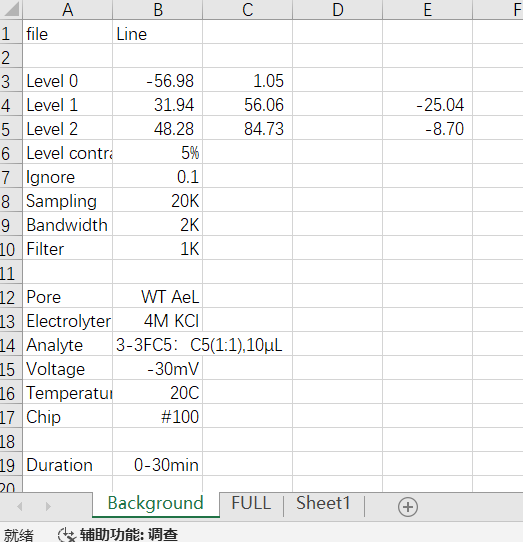 A B C D E F
1 file Line
2
3 Level 0 -56.98 1.05
4 Level 1 31.94 56.06 -25.04
5 Level 2 48.28 84.73 -8.70
6 Level contra 5%
7 Ignore 0.1
8 Sampling 20K
9 Bandwidth 2K
10 Filter 1K
11
12 Pore WT AeL
13 Electrolyter 4M KCl
14 Analyte 3-3FC5：C5(1:1),10μL
15 Voltage -30mV
16 Temperatur 20C
17 Chip #100
18
19 Duration 0-30min
20
Background FULL Sheet1
就绪 辅助功能: 调查